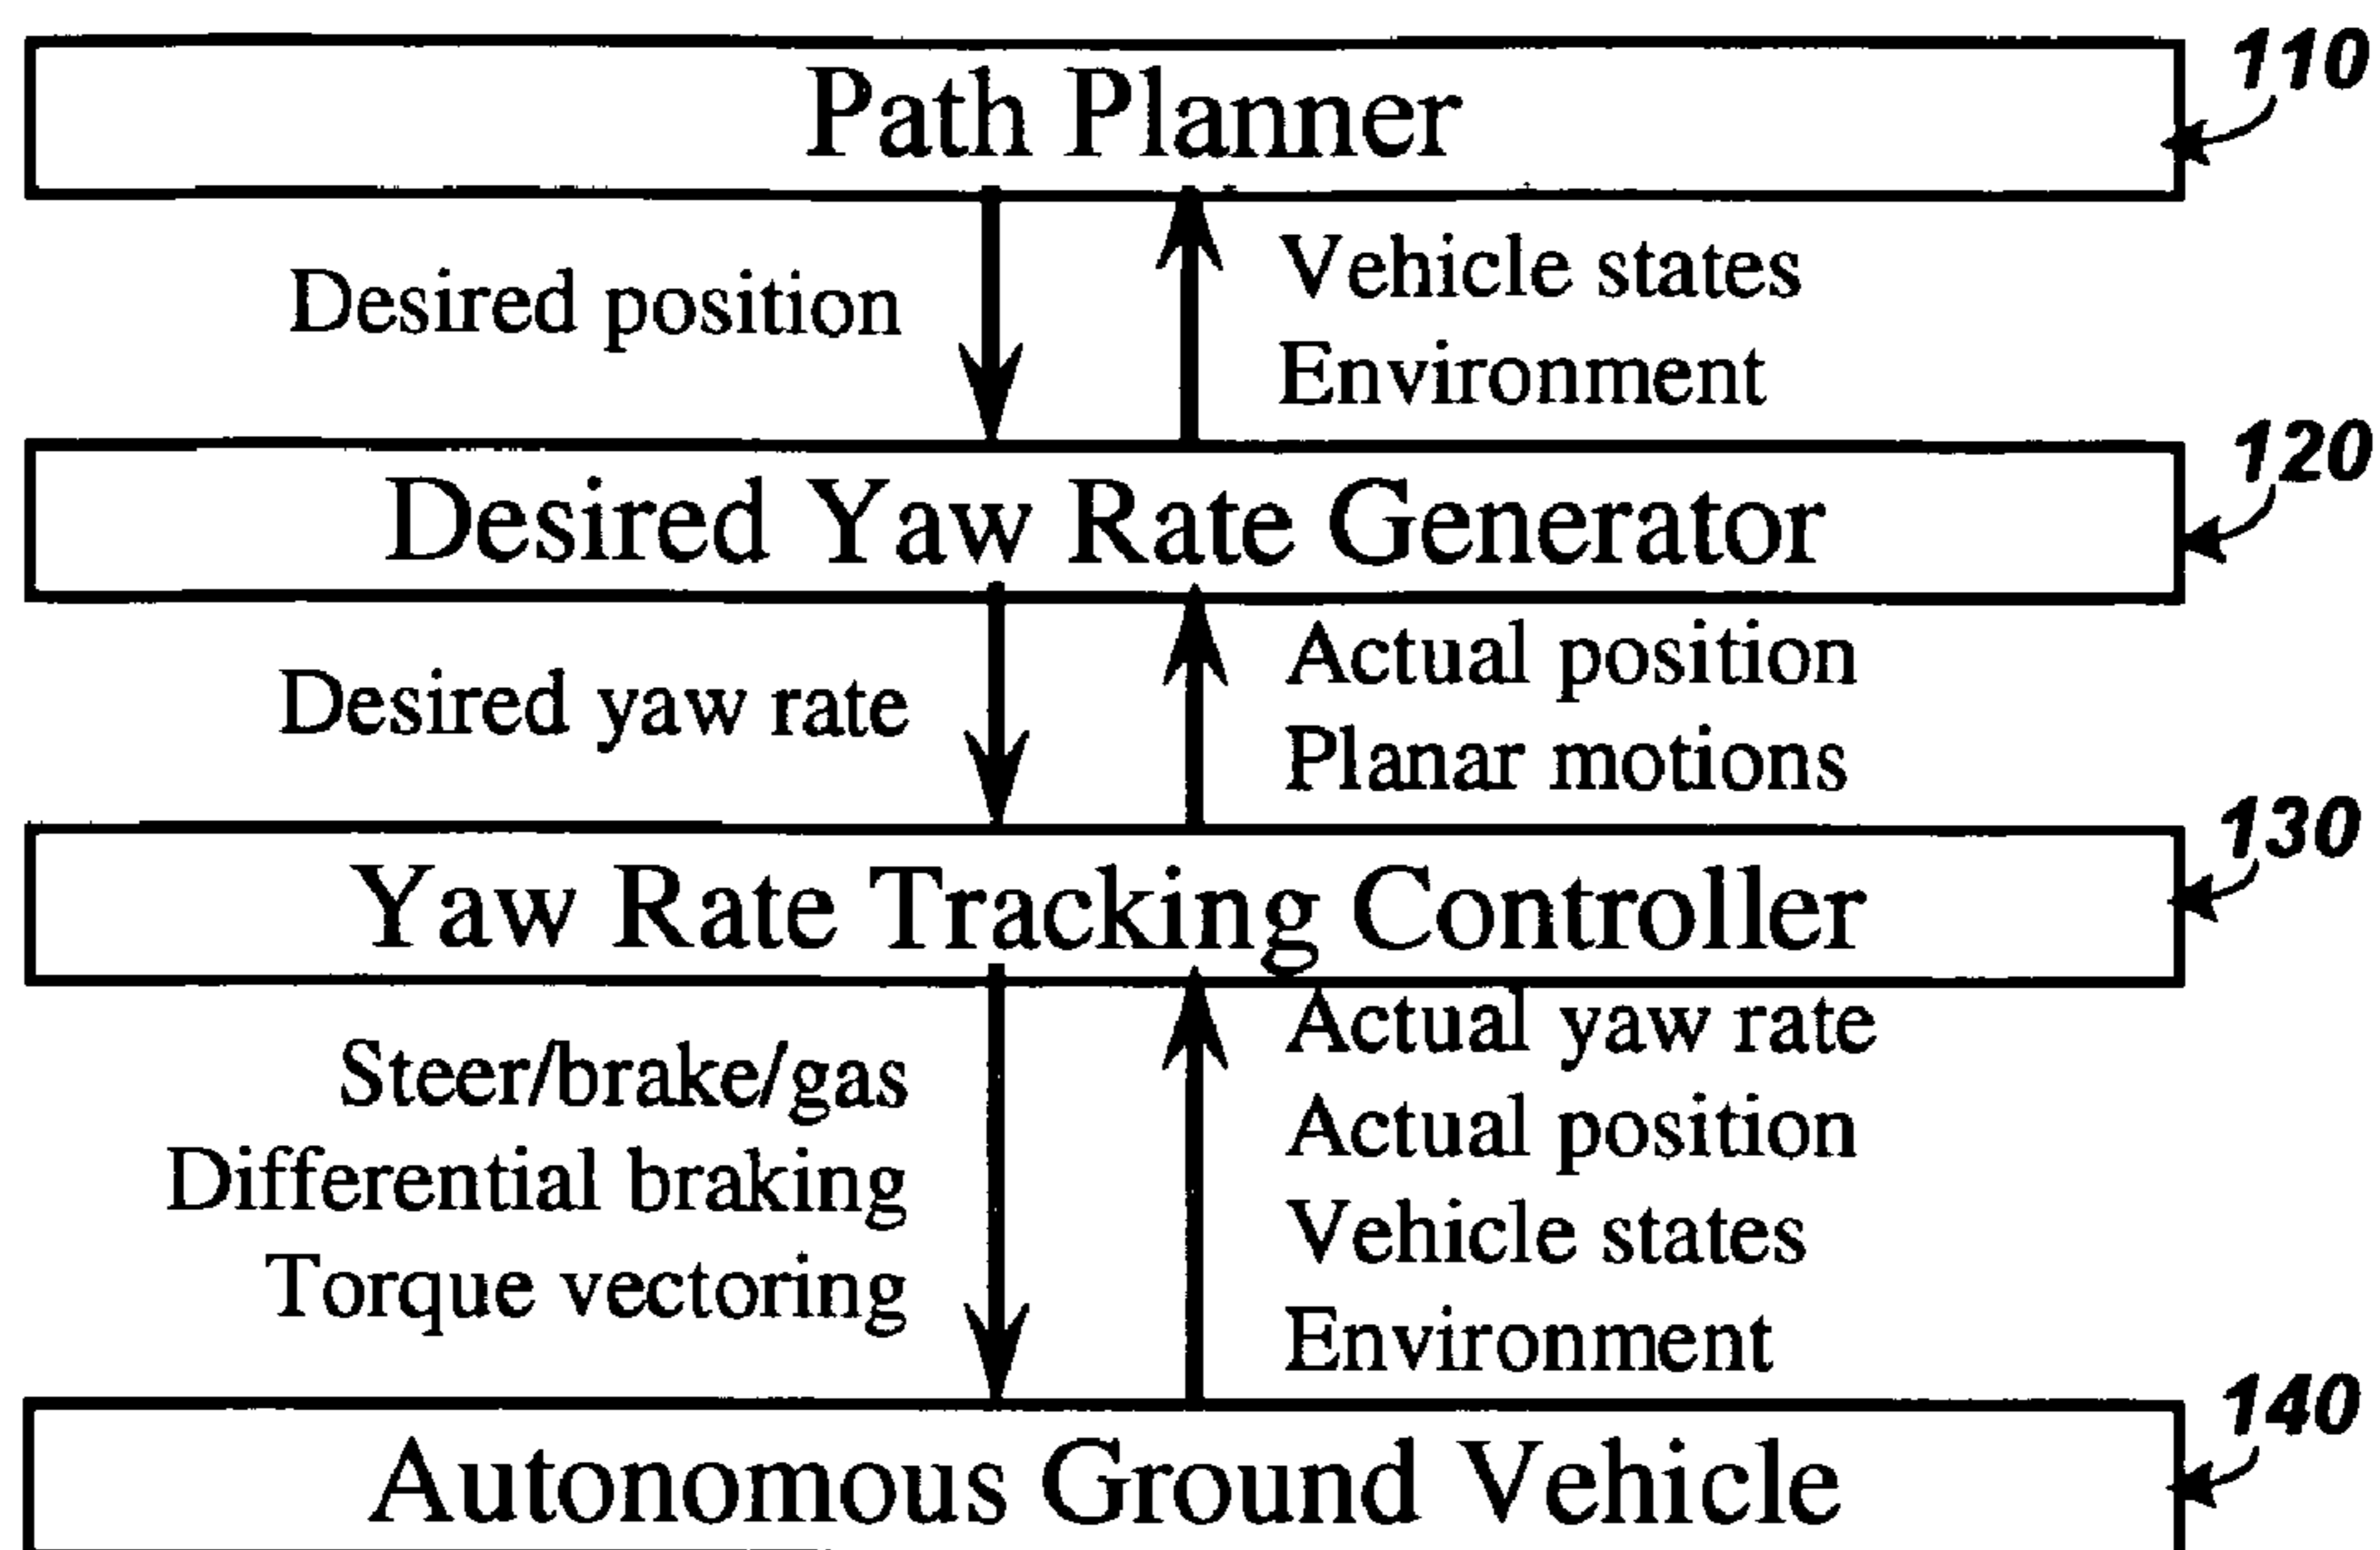 Path Planner
110
Desired position
Vehicle states
Environment
120
Desired Yaw Rate Generator
Desired yaw rate
Actual position
Planar motions
130
Yaw Rate Tracking Controller
Steer/brake/gas
Differential braking
Torque vectoring
Actual yaw rate
Actual position
Vehicle states
Environment
140
Autonomous Ground Vehicle